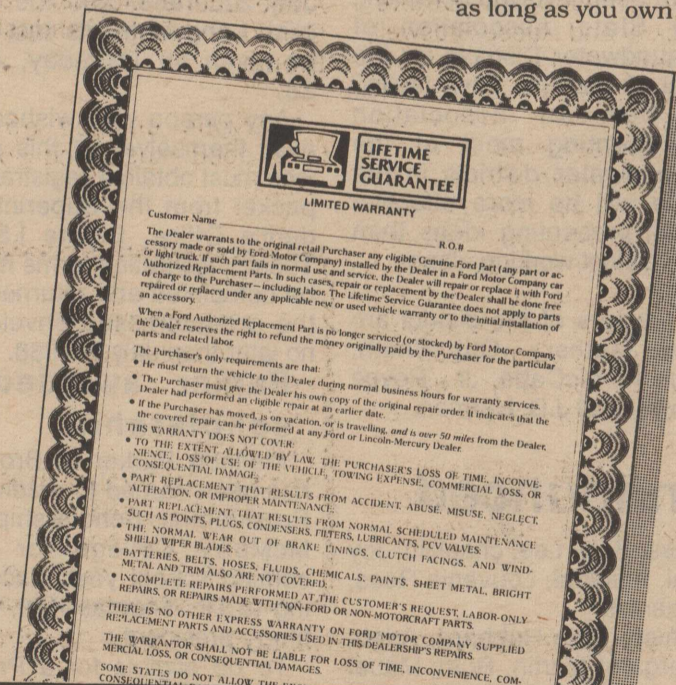 as long as you own
LIFETIME
SERVICE
GUARANTEE
LIMITED WARRANTY
Customer Name R.O.#
The Dealer warrants to the original retail Purchaser any eligible Genuine Ford Part (any part or ac-
cessory made or sold by Ford Motor Company) installed by the Dealer in a Ford Motor Company car
or light truck. If such part fails in normal use and service, the Dealer will repair or replace it with Ford
Authorized Replacement Parts. In such cases, repair or replacement by the Dealer shall be done free
of charge to the Purchaser—including labor. The Lifetime Service Guarantee does not apply to parts
repaired or replaced under any applicable new or used vehicle warranty or to the initial installation of
an accessory.
When a Ford Authorized Replacement Part is no longer serviced (or stocked) by Ford Motor Company,
the Dealer reserves the right to refund the money originally paid by the Purchaser for the particular
parts and related labor.
The Purchaser's only requirements are that:
• He must return the vehicle to the Dealer during normal business hours for warranty services.
• The Purchaser must give the Dealer his own copy of the original repair order. It indicates that the
Dealer had performed an eligible repair at an earlier date.
• If the Purchaser has moved, is on vacation, or is travelling, and is over 50 miles from the Dealer,
the covered repair can be performed at any Ford or Lincoln-Mercury Dealer.
THIS WARRANTY DOES NOT COVER:
• TO THE EXTENT ALLOWED BY LAW, THE PURCHASER'S LOSS OF TIME, INCONVE-
NIENCE, LOSS OF USE OF THE VEHICLE, TOWING EXPENSE, COMMERCIAL LOSS, OR
CONSEQUENTIAL DAMAGE;
• PART REPLACEMENT THAT RESULTS FROM ACCIDENT, ABUSE, MISUSE, NEGLECT,
ALTERATION, OR IMPROPER MAINTENANCE;
• PART REPLACEMENT THAT RESULTS FROM NORMAL SCHEDULED MAINTENANCE
SUCH AS POINTS, PLUGS, CONDENSERS, FILTERS, LUBRICANTS, PCV VALVES;
• THE NORMAL WEAR OUT OF BRAKE LININGS, CLUTCH FACINGS, AND WIND-
SHIELD WIPER BLADES;
• BATTERIES, BELTS, HOSES, FLUIDS, CHEMICALS, PAINTS, SHEET METAL, BRIGHT
METAL AND TRIM ALSO ARE NOT COVERED;
• INCOMPLETE REPAIRS PERFORMED AT THE CUSTOMER'S REQUEST, LABOR-ONLY
REPAIRS, OR REPAIRS MADE WITH NON-FORD OR NON-MOTORCRAFT PARTS.
THERE IS NO OTHER EXPRESS WARRANTY ON FORD MOTOR COMPANY SUPPLIED
REPLACEMENT PARTS AND ACCESSORIES USED IN THIS DEALERSHIP'S REPAIRS.
THE WARRANTOR SHALL NOT BE LIABLE FOR LOSS OF TIME, INCONVENIENCE, COM-
MERCIAL LOSS, OR CONSEQUENTIAL DAMAGES.
SOME STATES DO NOT ALLOW THE